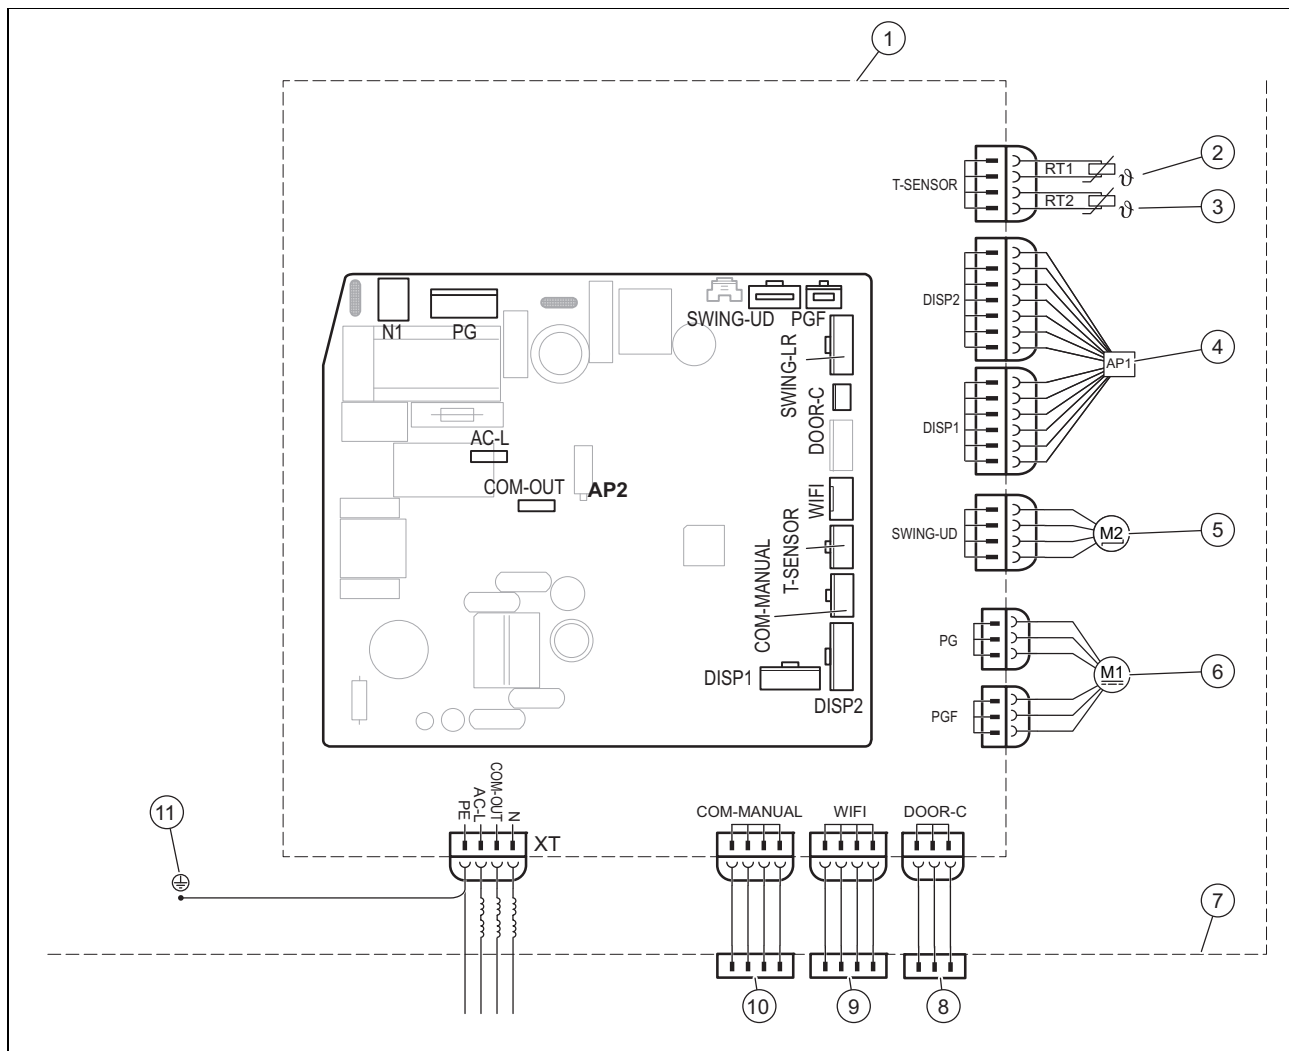 1
T-SENSOR
RT1
ϑ
2
RT2
ϑ
3
DISP2
AP1
4
DISP1
SWING-UD
M2
5
PG
M1
6
PGF
N1
PG
SWING-UD
PGF
SWING-LR
DOOR-C
AC-L
COM-OUT
AP2
WIFI
T-SENSOR
COM-MANUAL
DISP1
DISP2
11
PE
AC-L
COM-OUT
N
XT
COM-MANUAL
WIFI
DOOR-C
7
10
9
8